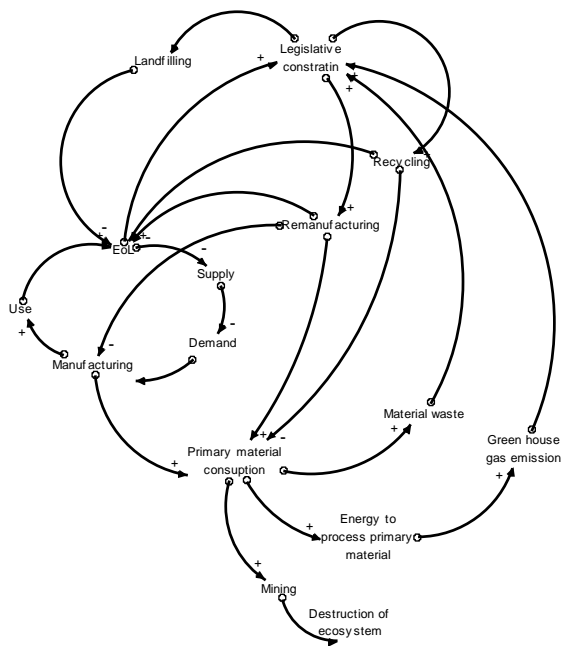 Legislative
constratin
Landfilling
+
+
+
+
Recycling
+
Remanufacturing
-
+
-
EoL
-
Supply
Use
+
-
Demand
-
Manufacturing
Material waste
+
+
-
Primary material
consuption
+
Green house
gas emission
+
Energy to
process primary
material
+
+
Mining
Destruction of
ecosystem